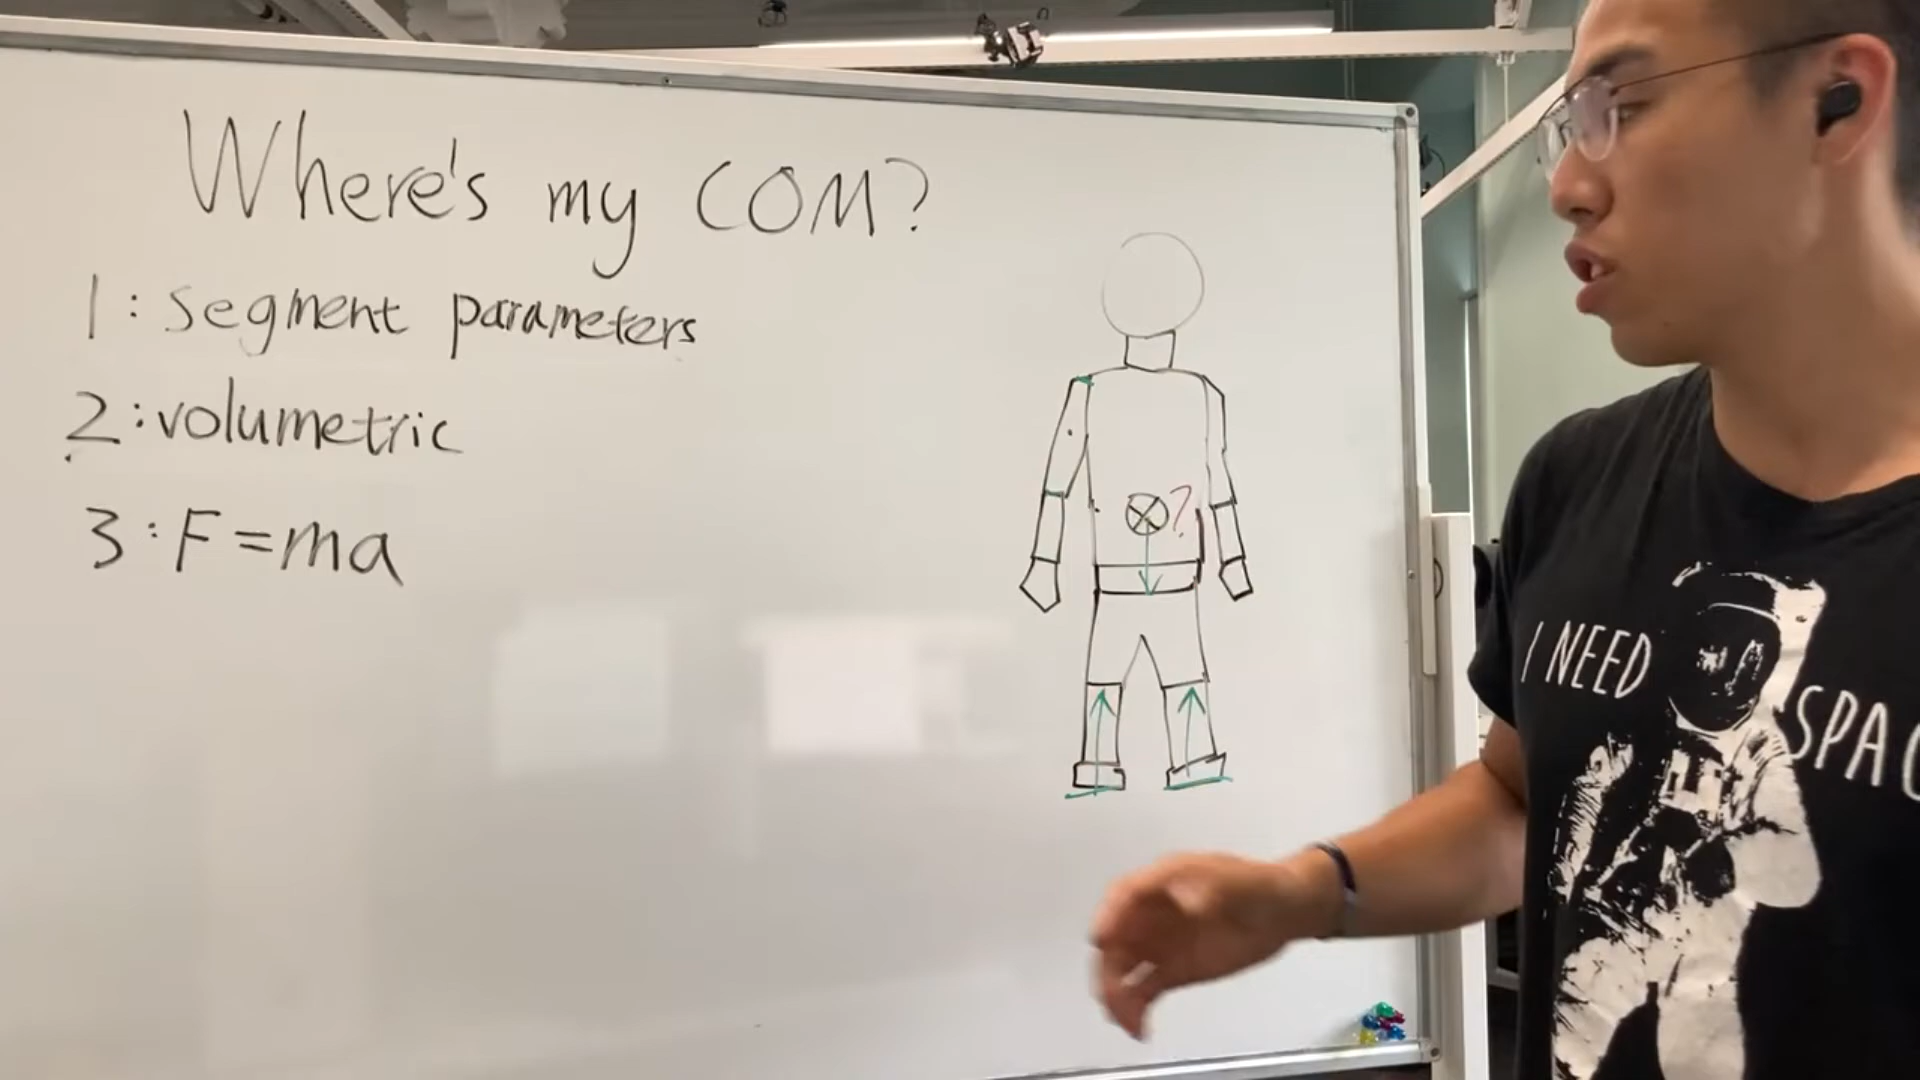 Where's my COM?
1: segment parameters
2: volumetric
3: F=ma
?
I NEED
SPAC